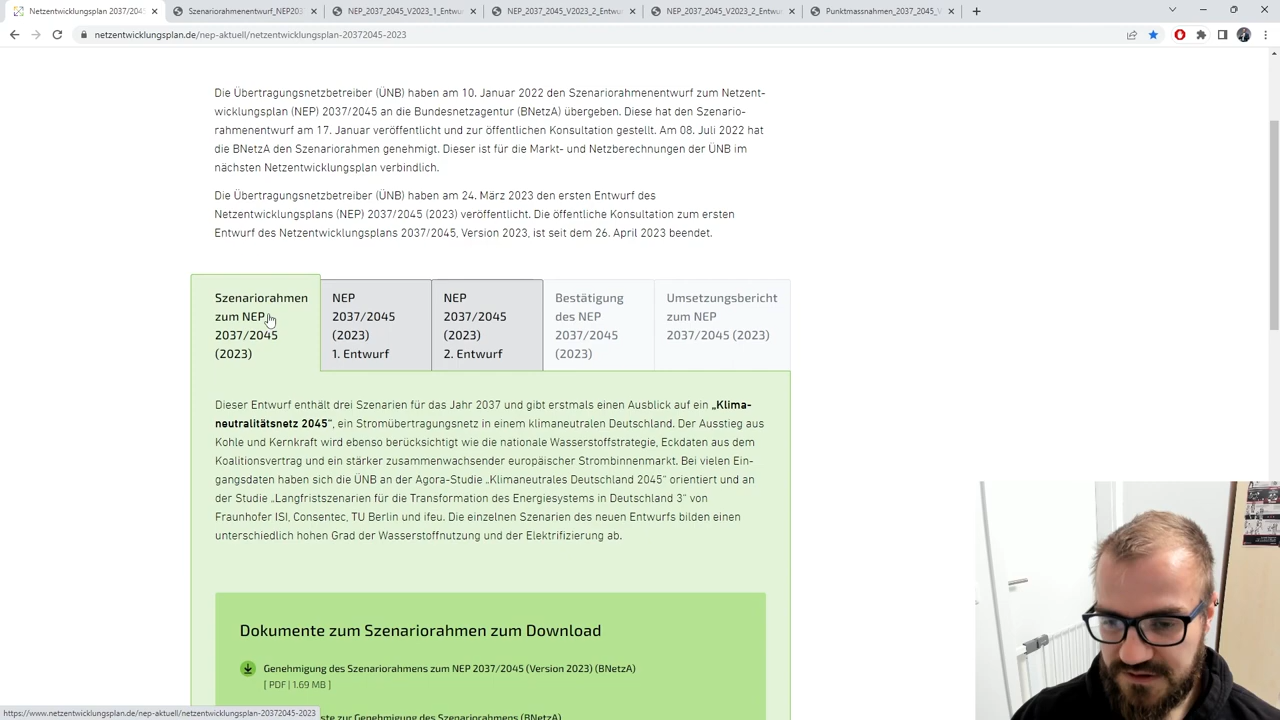 Netzentwicklungsplan 2037/2045
Szenariorahmenentwurf_NEP203
NEP_2037_2045_V2023_1_Entwu
NEP_2037_2045_V2023_2_Entwu
NEP_2037_2045_V2023_2_Entwu
Punktmassnahmen_2037_2045_V
netzentwicklungsplan.de/nep-aktuell/netzentwicklungsplan-20372045-2023
Die Übertragungsnetzbetreiber (ÜNB) haben am 10. Januar 2022 den Szenariorahmenentwurf zum Netzent-
wicklungsplan (NEP) 2037/2045 an die Bundesnetzagentur (BNetzA) übergeben. Diese hat den Szenario-
rahmenentwurf am 17. Januar veröffentlicht und zur öffentlichen Konsultation gestellt. Am 08. Juli 2022 hat
die BNetzA den Szenariorahmen genehmigt. Dieser ist für die Markt- und Netzberechnungen der ÜNB im
nächsten Netzentwicklungsplan verbindlich.
Die Übertragungsnetzbetreiber (ÜNB) haben am 24. März 2023 den ersten Entwurf des
Netzentwicklungsplans (NEP) 2037/2045 (2023) veröffentlicht. Die öffentliche Konsultation zum ersten
Entwurf des Netzentwicklungsplans 2037/2045, Version 2023, ist seit dem 26. April 2023 beendet.
Szenariorahmen
zum NEP
2037/2045
(2023)
NEP
2037/2045
(2023)
1. Entwurf
NEP
2037/2045
(2023)
2. Entwurf
Bestätigung
des NEP
2037/2045
(2023)
Umsetzungsbericht
zum NEP
2037/2045 (2023)
Dieser Entwurf enthält drei Szenarien für das Jahr 2037 und gibt erstmals einen Ausblick auf ein „Klima-
neutralitätsnetz 2045“, ein Stromübertragungsnetz in einem klimaneutralen Deutschland. Der Ausstieg aus
Kohle und Kernkraft wird ebenso berücksichtigt wie die nationale Wasserstoffstrategie, Eckdaten aus dem
Koalitionsvertrag und ein stärker zusammenwachsender europäischer Strombinnenmarkt. Bei vielen Ein-
gangsdaten haben sich die ÜNB an der Agora-Studie „Klimaneutrales Deutschland 2045“ orientiert und an
der Studie „Langfristszenarien für die Transformation des Energiesystems in Deutschland 3“ von
Fraunhofer ISI, Consentec, TU Berlin und ifeu. Die einzelnen Szenarien des neuen Entwurfs bilden einen
unterschiedlich hohen Grad der Wasserstoffnutzung und der Elektrifizierung ab.
Dokumente zum Szenariorahmen zum Download
Genehmigung des Szenariorahmens zum NEP 2037/2045 (Version 2023) (BNetzA)
[ PDF | 1.69 MB ]
ste zur Genehmigung des Szenariorahmens (BNetzA)
https://www.netzentwicklungsplan.de/nep-aktuell/netzentwicklungsplan-20372045-2023